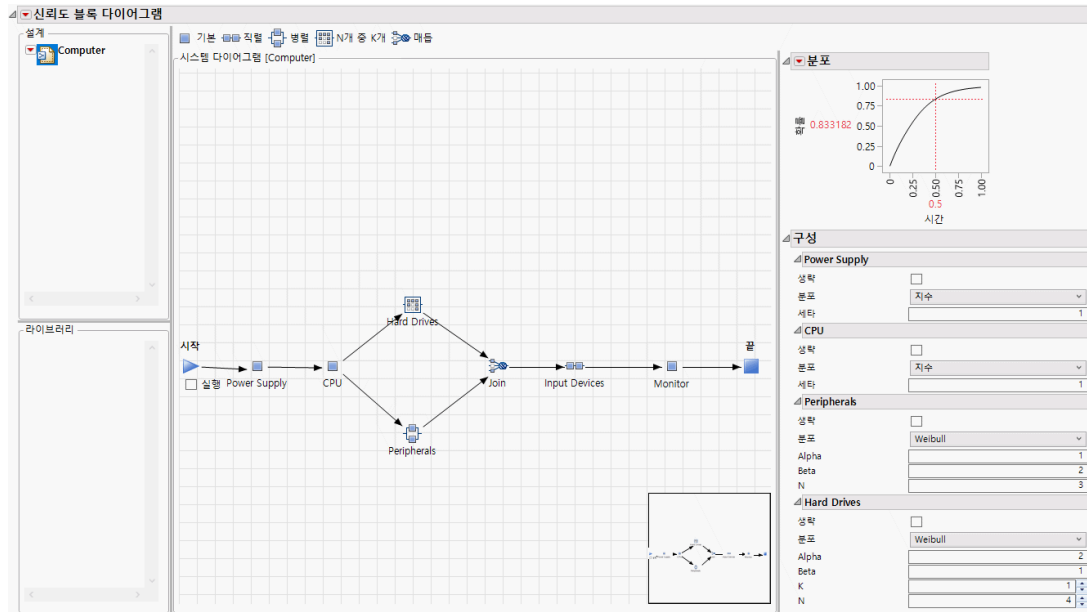 신뢰도 블록 다이어그램
설계
Computer
라이브러리
기본 직렬 병렬 N개 중 K개 매듭
시스템 다이어그램 [Computer]
시작
실행
Power Supply
CPU
Hard Drives
Peripherals
Join
Input Devices
Monitor
끝
분포
확률
0.833182
1.00
0.75
0.50
0.25
0
0
0.25
0.50
0.75
1.00
0.5
시간
구성
Power Supply
생략
분포 지수
세타 1
CPU
생략
분포 지수
세타 1
Peripherals
생략
분포 Weibull
Alpha 1
Beta 2
N 3
Hard Drives
생략
분포 Weibull
Alpha 2
Beta 1
K 1
N 4